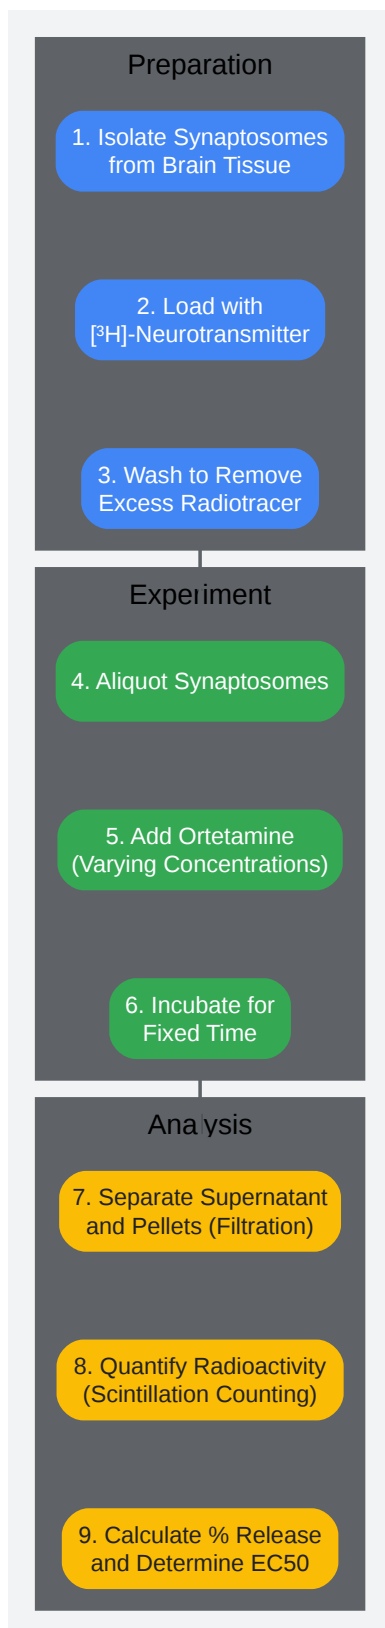 Preparation
1. Isolate Synaptosomes
from Brain Tissue
2. Load with
[³H]-Neurotransmitter
3. Wash to Remove
Excess Radiotracer
Experiment
4. Aliquot Synaptosomes
5. Add Ortetamine
(Varying Concentrations)
6. Incubate for
Fixed Time
Analysis
7. Separate Supernatant
and Pellets (Filtration)
8. Quantify Radioactivity
(Scintillation Counting)
9. Calculate % Release
and Determine EC50